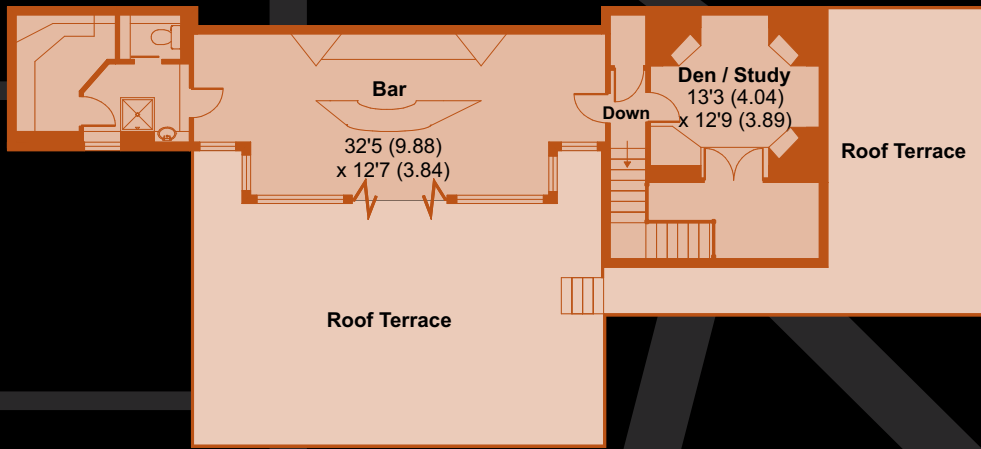 Bar
32'5 (9.88)
x 12'7 (3.84)
Den / Study
13'3 (4.04)
x 12'9 (3.89)
Down
Roof Terrace
Roof Terrace